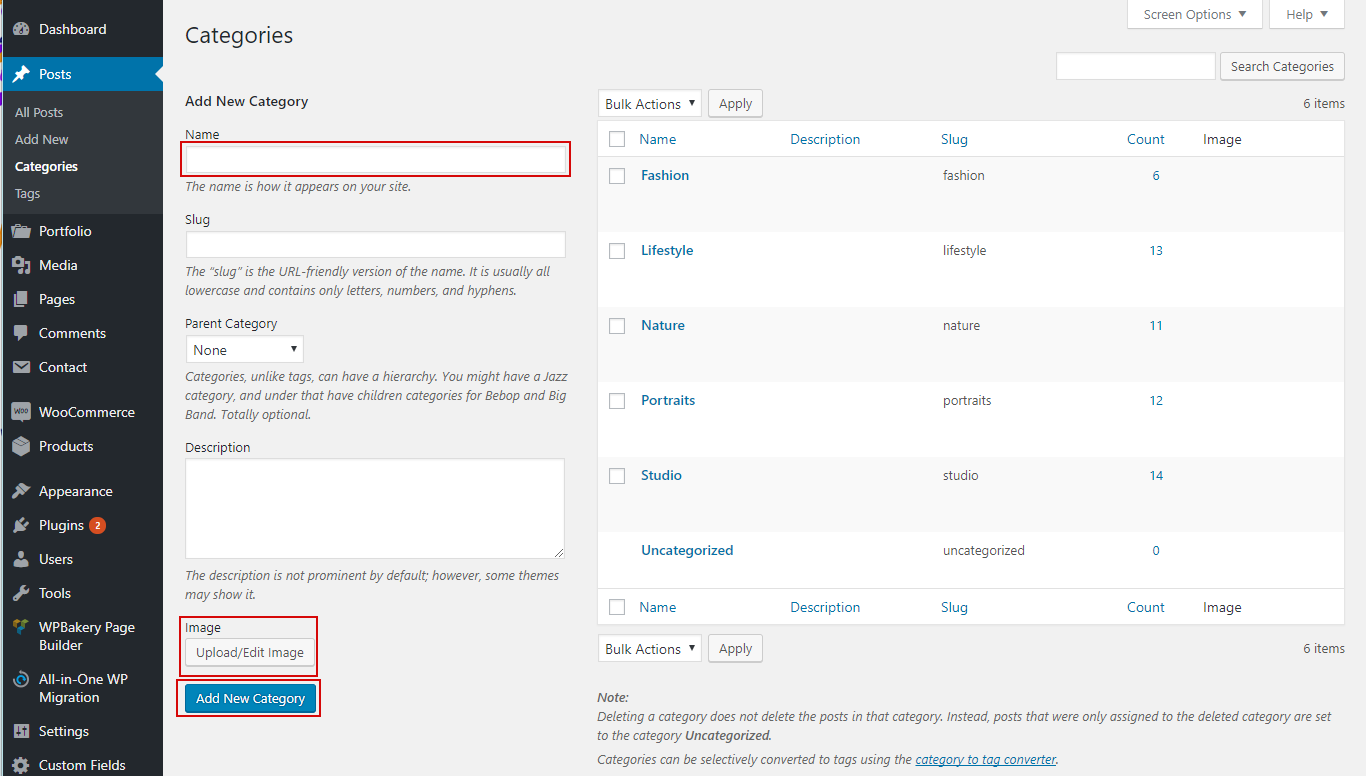 Dashboard
Posts
All Posts
Add New
Categories
Tags
Portfolio
Media
Pages
Comments
Contact
WOO
WooCommerce
Products
Appearance
Plugins 2
Users
Tools
WPBakery Page
Builder
All-in-One WP
Migration
Settings
Custom Fields
Screen Options
Help
Categories
Search Categories
Add New Category
Name
The name is how it appears on your site.
Slug
The “slug” is the URL-friendly version of the name. It is usually all
lowercase and contains only letters, numbers, and hyphens.
Parent Category
None
Categories, unlike tags, can have a hierarchy. You might have a Jazz
category, and under that have children categories for Bebop and Big
Band. Totally optional.
Description
The description is not prominent by default; however, some themes
may show it.
Image
Upload/Edit Image
Add New Category
Bulk Actions Apply 6 items
Name Description Slug Count Image
Fashion fashion 6
Lifestyle lifestyle 13
Nature nature 11
Portraits portraits 12
Studio studio 14
Uncategorized uncategorized 0
Name Description Slug Count Image
Bulk Actions Apply 6 items
Note:
Deleting a category does not delete the posts in that category. Instead, posts that were only assigned to the deleted category are set
to the category Uncategorized.
Categories can be selectively converted to tags using the category to tag converter.